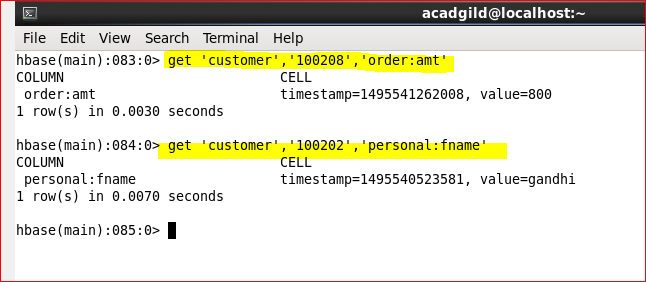 acadgild@localhost:~
File Edit View Search Terminal Help
hbase(main):083:0> get 'customer','100208','order:amt'
COLUMN CELL
order:amt timestamp=1495541262008, value=800
1 row(s) in 0.0030 seconds
hbase(main):084:0> get 'customer','100202','personal:fname'
COLUMN CELL
personal:fname timestamp=1495540523581, value=gandhi
1 row(s) in 0.0070 seconds
hbase(main):085:0>